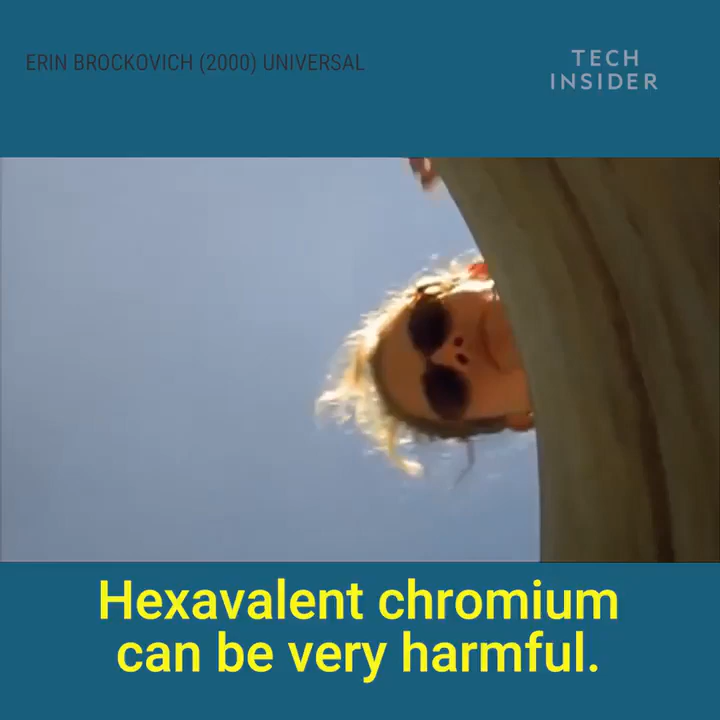 ERIN BROCKOVICH (2000) UNIVERSAL
TECH
INSIDER
Hexavalent chromium
can be very harmful.